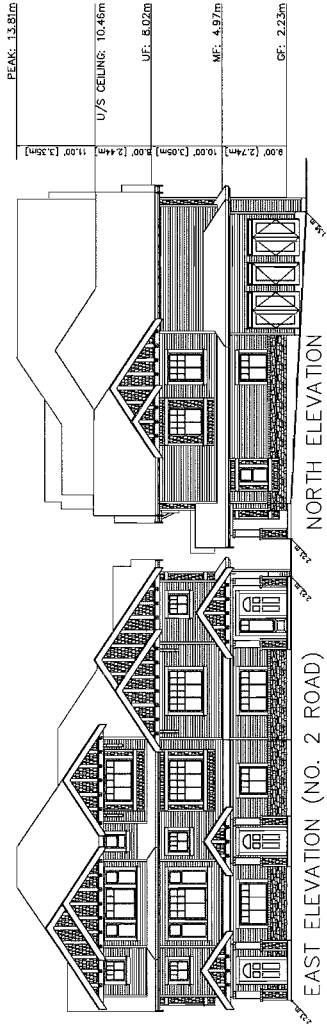 PEAK: 13.81m
U/S CEILING: 10.46m
UF: 8.02m
MF: 4.97m
GF: 2.23m
11.00' [3.35m]
8.00' [2.44m]
10.00' [3.05m]
9.00' [2.74m]
NORTH ELEVATION
EAST ELEVATION (NO. 2 ROAD)